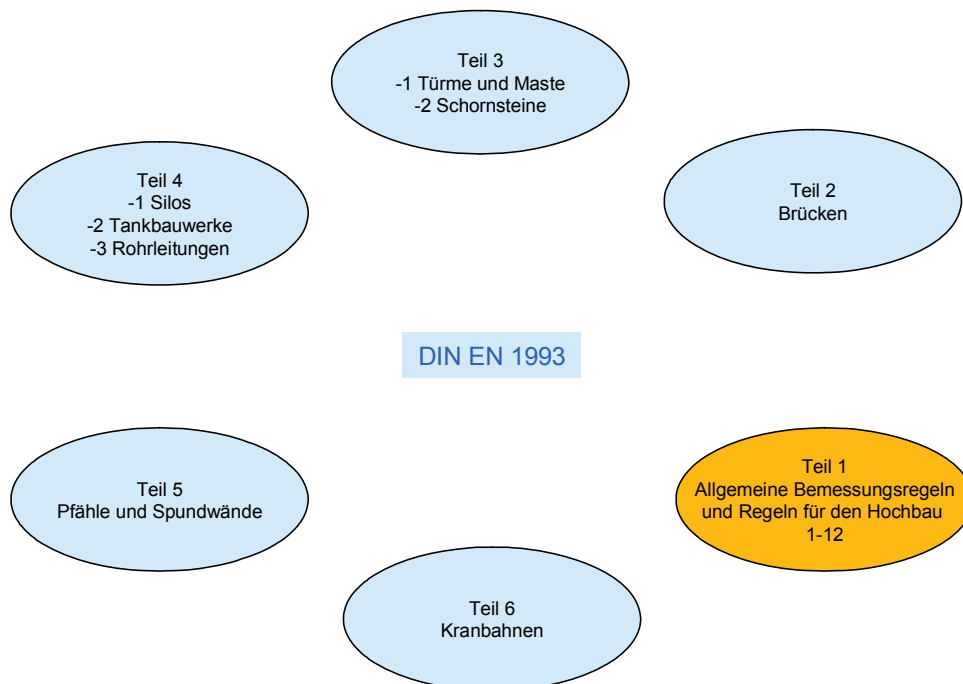 Teil 3
-1 Türme und Maste
-2 Schornsteine
Teil 4
-1 Silos
-2 Tankbauwerke
-3 Rohrleitungen
Teil 2
Brücken
DIN EN 1993
Teil 5
Pfähle und Spundwände
Teil 1
Allgemeine Bemessungsregeln
und Regeln für den Hochbau
1-12
Teil 6
Kranbahnen